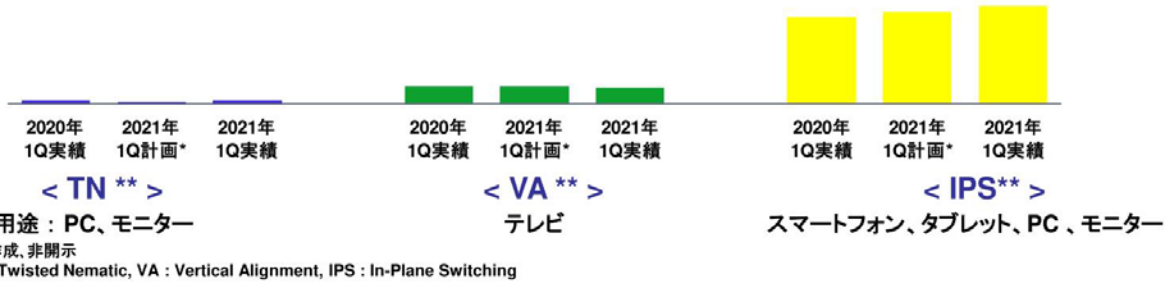 2020年 2021年 2021年 2020年 2021年 2021年 2020年 2021年 2021年
1Q実績 1Q計画* 1Q実績 1Q実績 1Q計画* 1Q実績 1Q実績 1Q計画* 1Q実績
< TN ** > < VA ** > < IPS** >
用途 : PC、モニター テレビ スマートフォン、タブレット、PC 、モニター
成、非開示
Twisted Nematic, VA : Vertical Alignment, IPS : In-Plane Switching